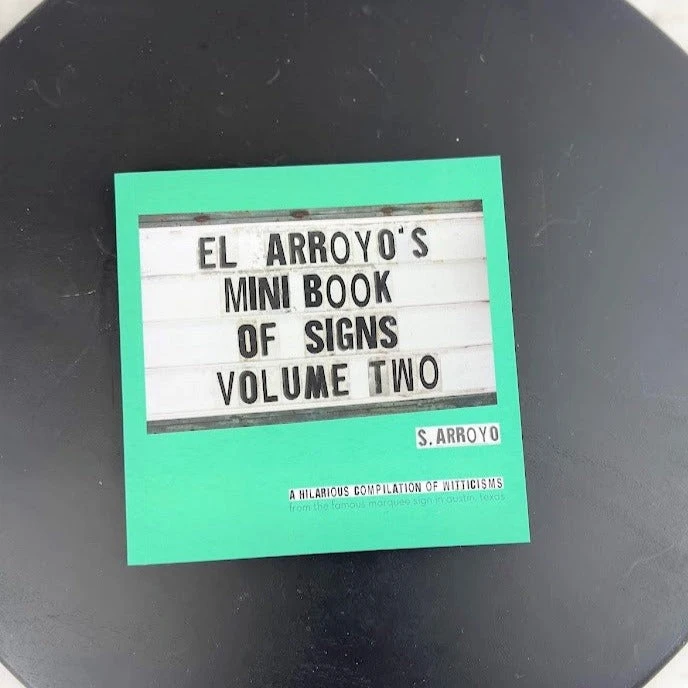 EL ARROYO'S
MINI BOOK
OF SIGNS
VOLUME TWO
S. ARROYO
A HILARIOUS COMPILATION OF WITTICISMS
from the famous marquee sign in austin, texas